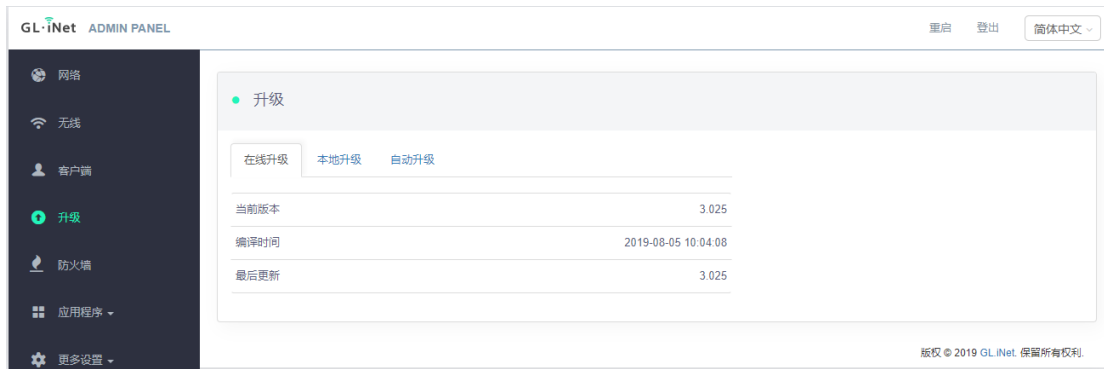 GL·iNet ADMIN PANEL
重启 登出 简体中文
网络
无线
客户端
升级
防火墙
应用程序
更多设置
升级
在线升级 本地升级 自动升级
当前版本 3.025
编译时间 2019-08-05 10:04:08
最后更新 3.025
版权 © 2019 GL.iNet. 保留所有权利.